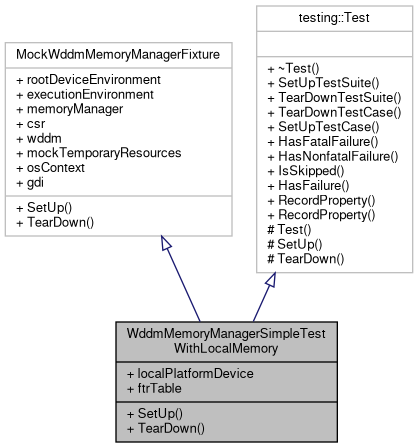 MockWddmMemoryManagerFixture
+ rootDeviceEnvironment
+ executionEnvironment
+ memoryManager
+ csr
+ wddm
+ mockTemporaryResources
+ osContext
+ gdi
+ SetUp()
+ TearDown()
testing::Test
+ ~Test()
+ SetUpTestSuite()
+ TearDownTestSuite()
+ TearDownTestCase()
+ SetUpTestCase()
+ HasFatalFailure()
+ HasNonfatalFailure()
+ IsSkipped()
+ HasFailure()
+ RecordProperty()
+ RecordProperty()
# Test()
# SetUp()
# TearDown()
WddmMemoryManagerSimpleTest
WithLocalMemory
+ localPlatformDevice
+ ftrTable
+ SetUp()
+ TearDown()